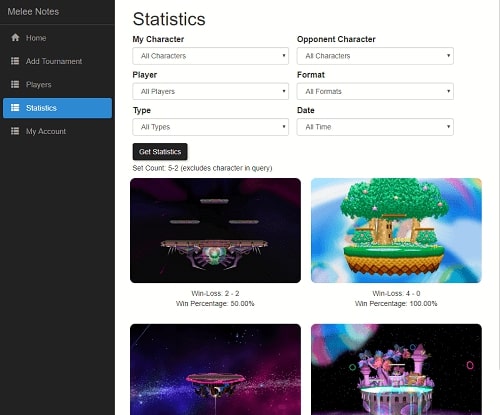 Melee Notes
Home
Add Tournament
Players
Statistics
My Account
Statistics
My Character
Opponent Character
All Characters
All Characters
Player
Format
All Players
All Formats
Type
Date
All Types
All Time
Get Statistics
Set Count: 5-2 (excludes character in query)
Win-Loss: 2 - 2
Win Percentage: 50.00%
Win-Loss: 4 - 0
Win Percentage: 100.00%